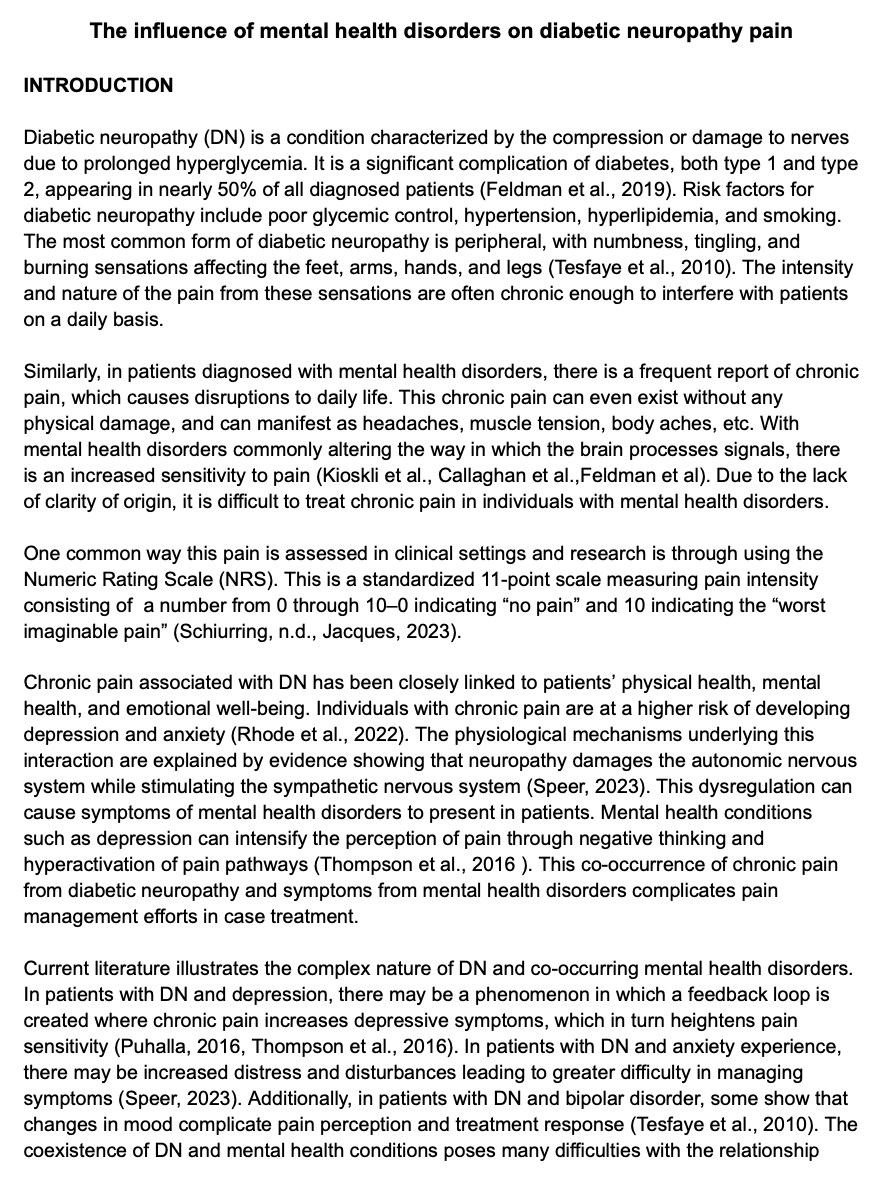 The influence of mental health disorders on diabetic neuropathy pain
INTRODUCTION
Diabetic neuropathy (DN) is a condition characterized by the compression or damage to nerves
due to prolonged hyperglycemia. It is a significant complication of diabetes, both type 1 and type
2, appearing in nearly 50% of all diagnosed patients (Feldman et al., 2019). Risk factors for
diabetic neuropathy include poor glycemic control, hypertension, hyperlipidemia, and smoking.
The most common form of diabetic neuropathy is peripheral, with numbness, tingling, and
burning sensations affecting the feet, arms, hands, and legs (Tesfaye et al., 2010). The intensity
and nature of the pain from these sensations are often chronic enough to interfere with patients
on a daily basis.
Similarly, in patients diagnosed with mental health disorders, there is a frequent report of chronic
pain, which causes disruptions to daily life. This chronic pain can even exist without any
physical damage, and can manifest as headaches, muscle tension, body aches, etc. With
mental health disorders commonly altering the way in which the brain processes signals, there
is an increased sensitivity to pain (Kioskli et al., Callaghan et al.,Feldman et al). Due to the lack
of clarity of origin, it is difficult to treat chronic pain in individuals with mental health disorders.
One common way this pain is assessed in clinical settings and research is through using the
Numeric Rating Scale (NRS). This is a standardized 11-point scale measuring pain intensity
consisting of  a number from 0 through 10–0 indicating “no pain” and 10 indicating the “worst
imaginable pain” (Schiurring, n.d., Jacques, 2023).
Chronic pain associated with DN has been closely linked to patients’ physical health, mental
health, and emotional well-being. Individuals with chronic pain are at a higher risk of developing
depression and anxiety (Rhode et al., 2022). The physiological mechanisms underlying this
interaction are explained by evidence showing that neuropathy damages the autonomic nervous
system while stimulating the sympathetic nervous system (Speer, 2023). This dysregulation can
cause symptoms of mental health disorders to present in patients. Mental health conditions
such as depression can intensify the perception of pain through negative thinking and
hyperactivation of pain pathways (Thompson et al., 2016 ). This co-occurrence of chronic pain
from diabetic neuropathy and symptoms from mental health disorders complicates pain
management efforts in case treatment.
Current literature illustrates the complex nature of DN and co-occurring mental health disorders.
In patients with DN and depression, there may be a phenomenon in which a feedback loop is
created where chronic pain increases depressive symptoms, which in turn heightens pain
sensitivity (Puhalla, 2016, Thompson et al., 2016). In patients with DN and anxiety experience,
there may be increased distress and disturbances leading to greater difficulty in managing
symptoms (Speer, 2023). Additionally, in patients with DN and bipolar disorder, some show that
changes in mood complicate pain perception and treatment response (Tesfaye et al., 2010). The
coexistence of DN and mental health conditions poses many difficulties with the relationship